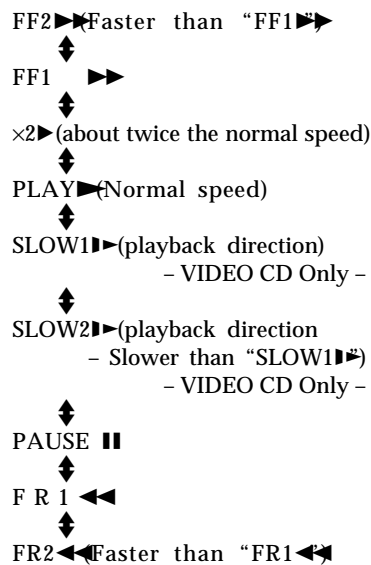 FF2▶▶(Faster than “FF1▶▶”)
FF1 ▶▶
×2▶(about twice the normal speed)
PLAY▶(Normal speed)
SLOW1▮▶(playback direction)
– VIDEO CD Only –
SLOW2▮▶(playback direction
– Slower than “SLOW1▮▶”)
– VIDEO CD Only –
PAUSE ▮▮
FR1 ◀◀
FR2◀◀(Faster than “FR1◀◀”)